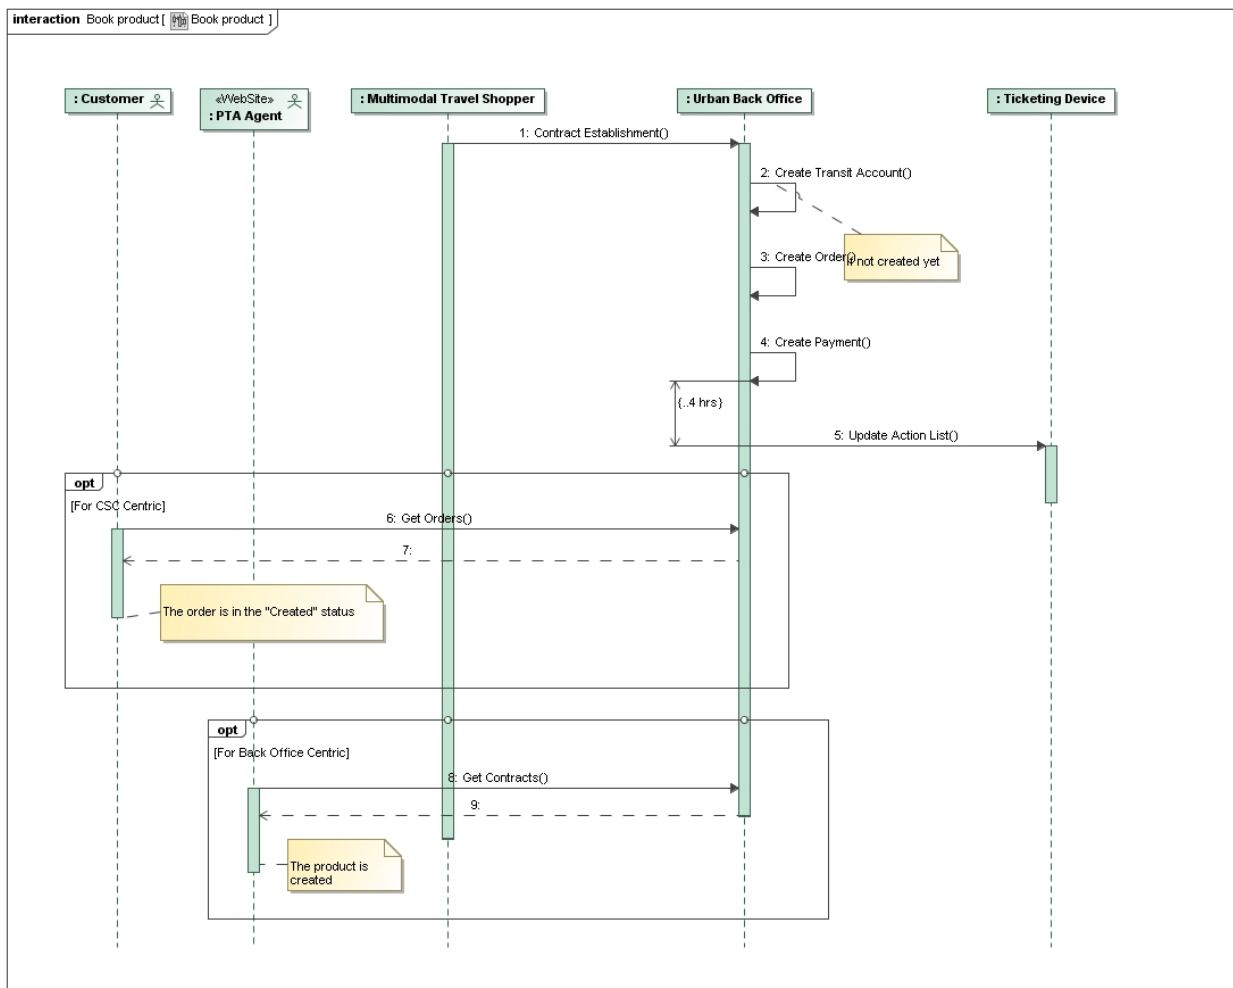 interaction Book product[ Book product ]
: Customer
«WebSite»
: PTA Agent
: Multimodal Travel Shopper
: Urban Back Office
: Ticketing Device
1: Contract Establishment()
2: Create Transit Account()
3: Create Order()
if not created yet
4: Create Payment()
{..4 hrs}
5: Update Action List()
opt
[For CSC Centric]
6: Get Orders()
7:
The order is in the "Created" status
opt
[For Back Office Centric]
8: Get Contracts()
9:
The product is
created